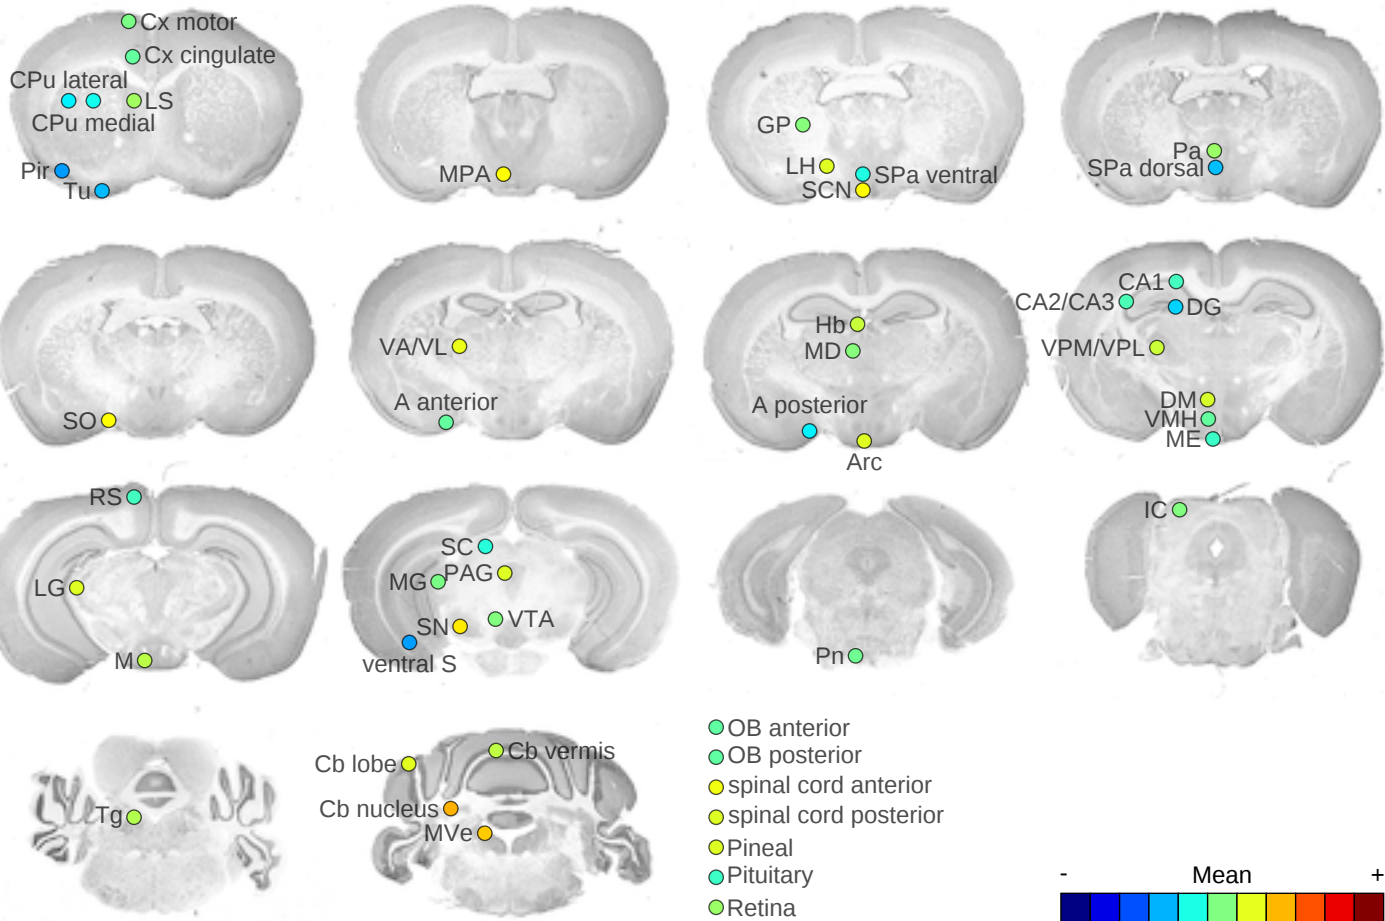 Cx motor
Cx cingulate
CPu lateral
LS
CPu medial
Pir
Tu
MPA
GP
LH
SPa ventral
SCN
Pa
SPa dorsal
SO
VA/VL
A anterior
Hb
MD
A posterior
Arc
CA1
CA2/CA3
DG
VPM/VPL
DM
VMH
ME
RS
LG
M
SC
MG
PAG
SN
VTA
ventral S
Pn
IC
Tg
Cb lobe
Cb vermis
Cb nucleus
MVe
OB anterior
OB posterior
spinal cord anterior
spinal cord posterior
Pineal
Pituitary
Retina
- Mean +